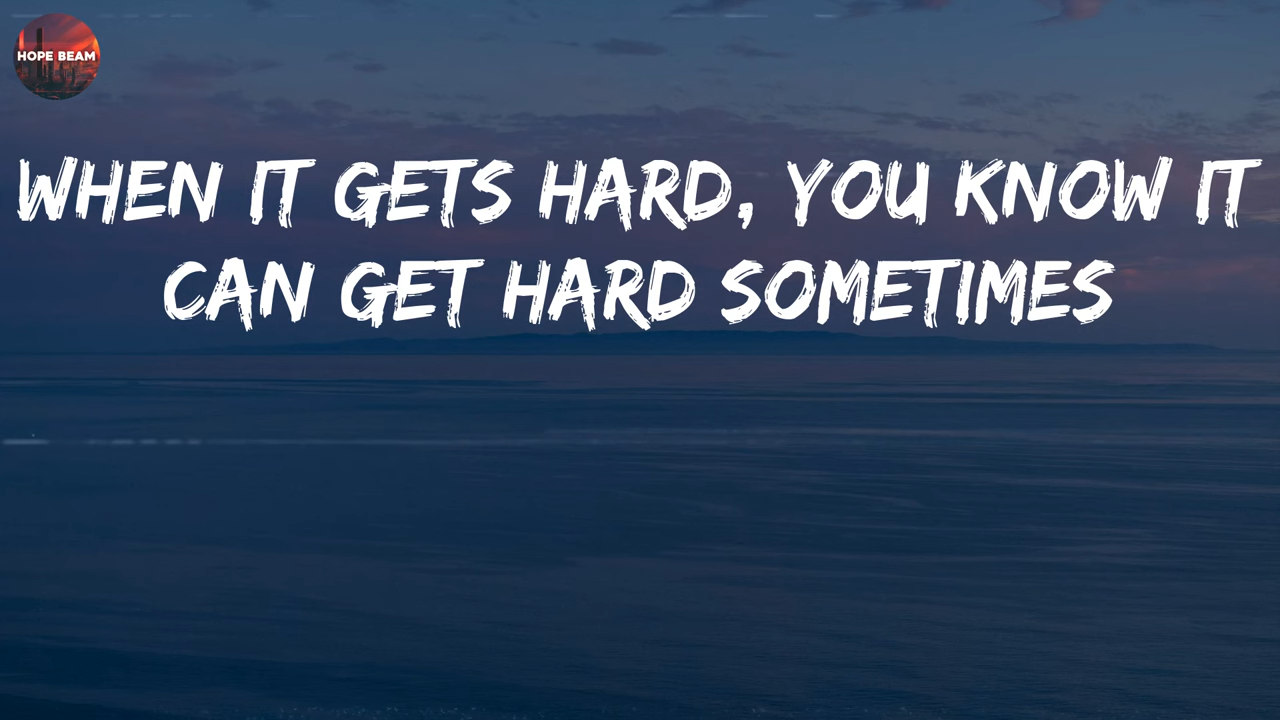 HOPE BEAM
WHEN IT GETS HARD, YOU KNOW IT
CAN GET HARD SOMETIMES